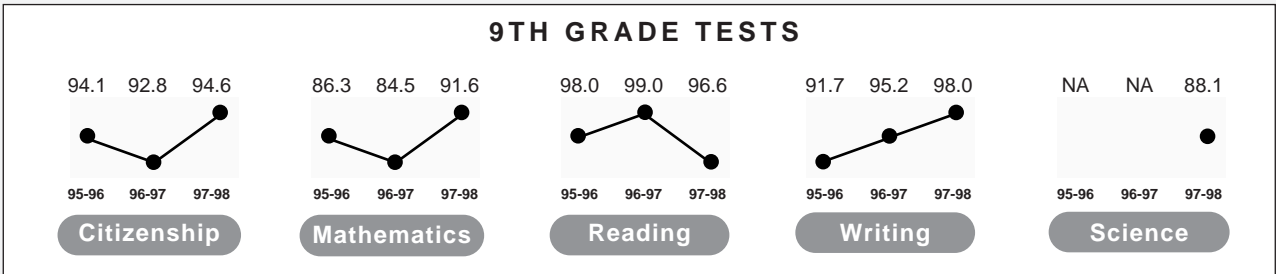 9TH GRADE TESTS
94.1 92.8 94.6
95-96 96-97 97-98
Citizenship
86.3 84.5 91.6
95-96 96-97 97-98
Mathematics
98.0 99.0 96.6
95-96 96-97 97-98
Reading
91.7 95.2 98.0
95-96 96-97 97-98
Writing
NA NA 88.1
95-96 96-97 97-98
Science